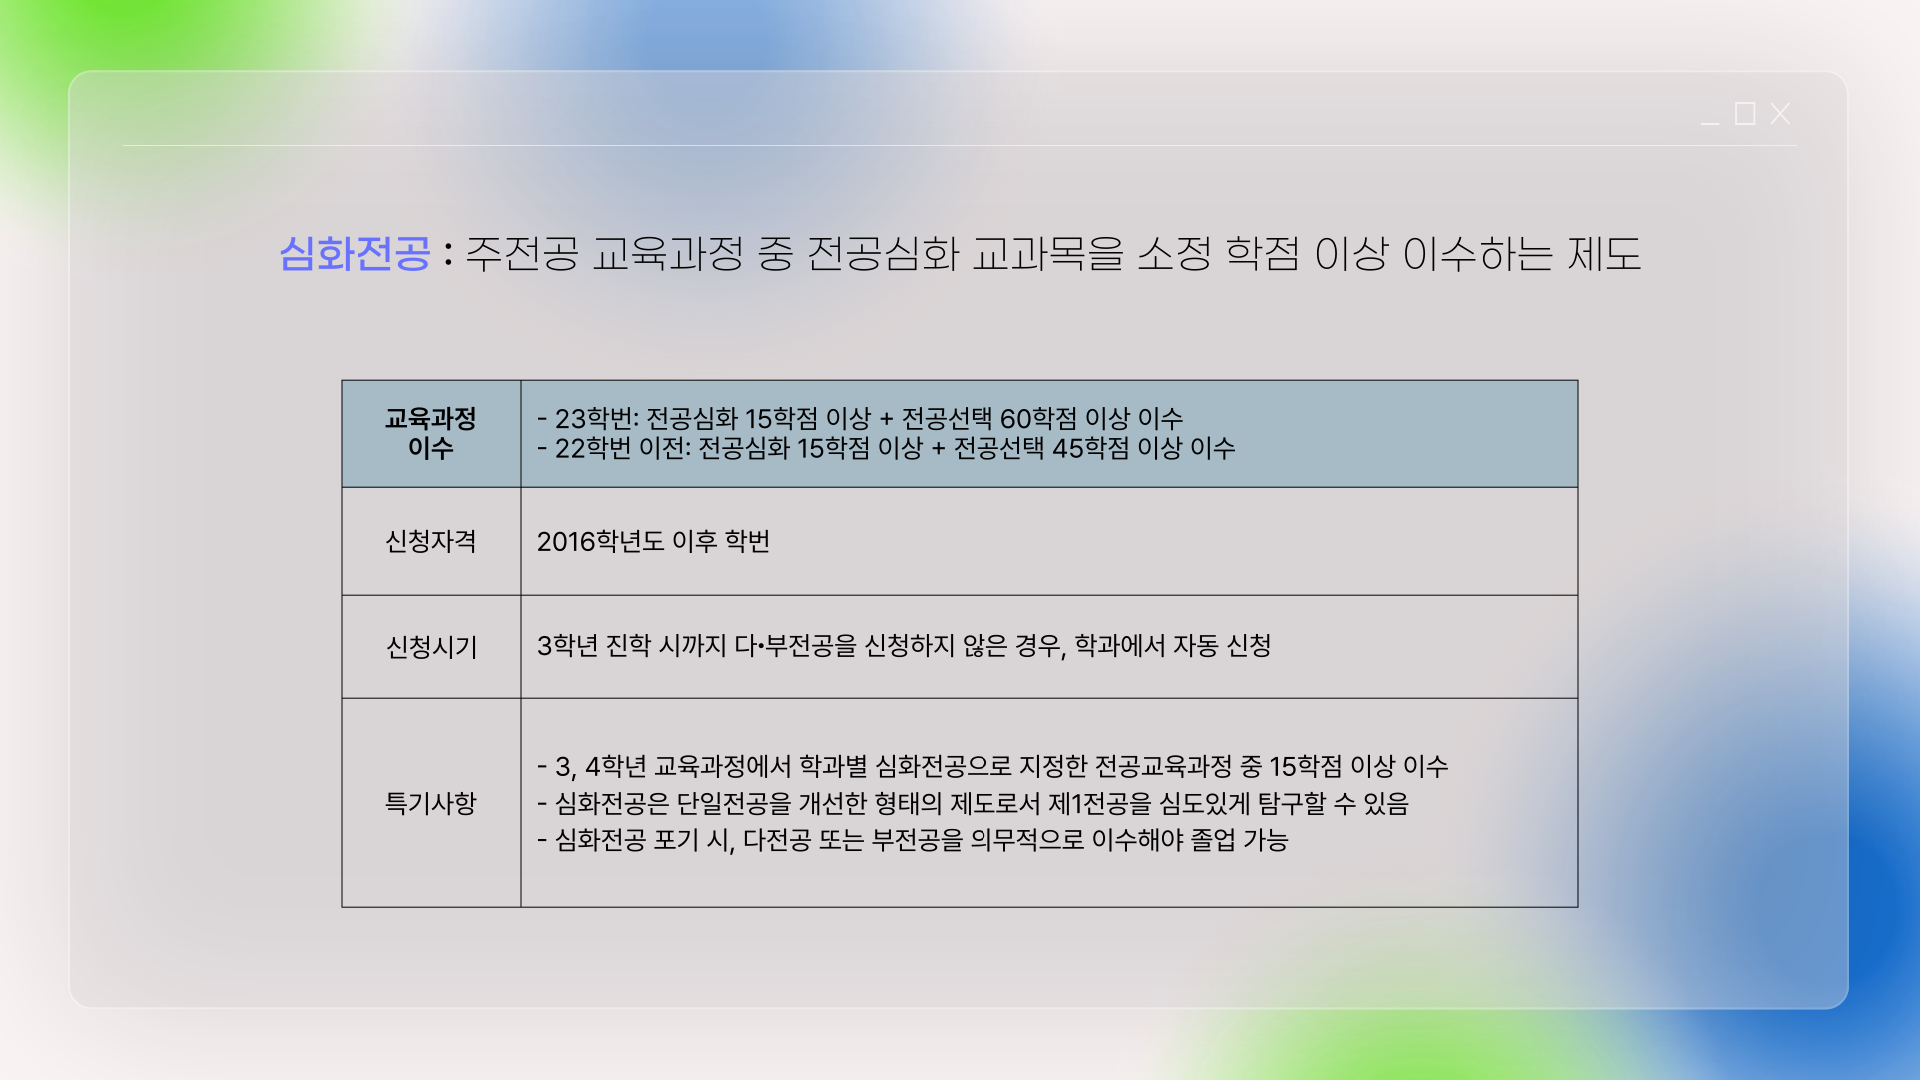 심화전공 : 주전공 교육과정 중 전공심화 교과목을 소정 학점 이상 이수하는 제도
교육과정
이수
- 23학번: 전공심화 15학점 이상 + 전공선택 60학점 이상 이수
- 22학번 이전: 전공심화 15학점 이상 + 전공선택 45학점 이상 이수
신청자격
2016학년도 이후 학번
신청시기
3학년 진학 시까지 다•부전공을 신청하지 않은 경우, 학과에서 자동 신청
특기사항
- 3, 4학년 교육과정에서 학과별 심화전공으로 지정한 전공교육과정 중 15학점 이상 이수
- 심화전공은 단일전공을 개선한 형태의 제도로서 제1전공을 심도있게 탐구할 수 있음
- 심화전공 포기 시, 다전공 또는 부전공을 의무적으로 이수해야 졸업 가능